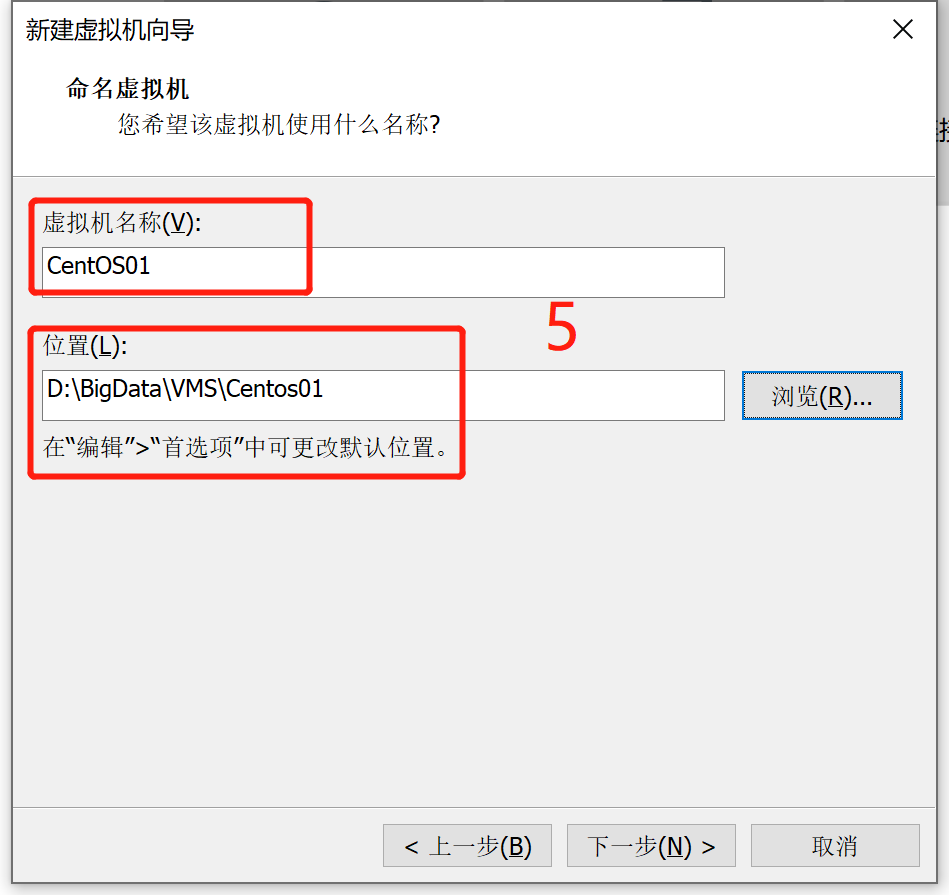 新建虚拟机向导
命名虚拟机
您希望该虚拟机使用什么名称?
虚拟机名称(V):
CentOS01
5
位置(L):
D:\BigData\VMS\Centos01
浏览(R)...
在“编辑”>“首选项”中可更改默认位置。
< 上一步(B)
下一步(N) >
取消